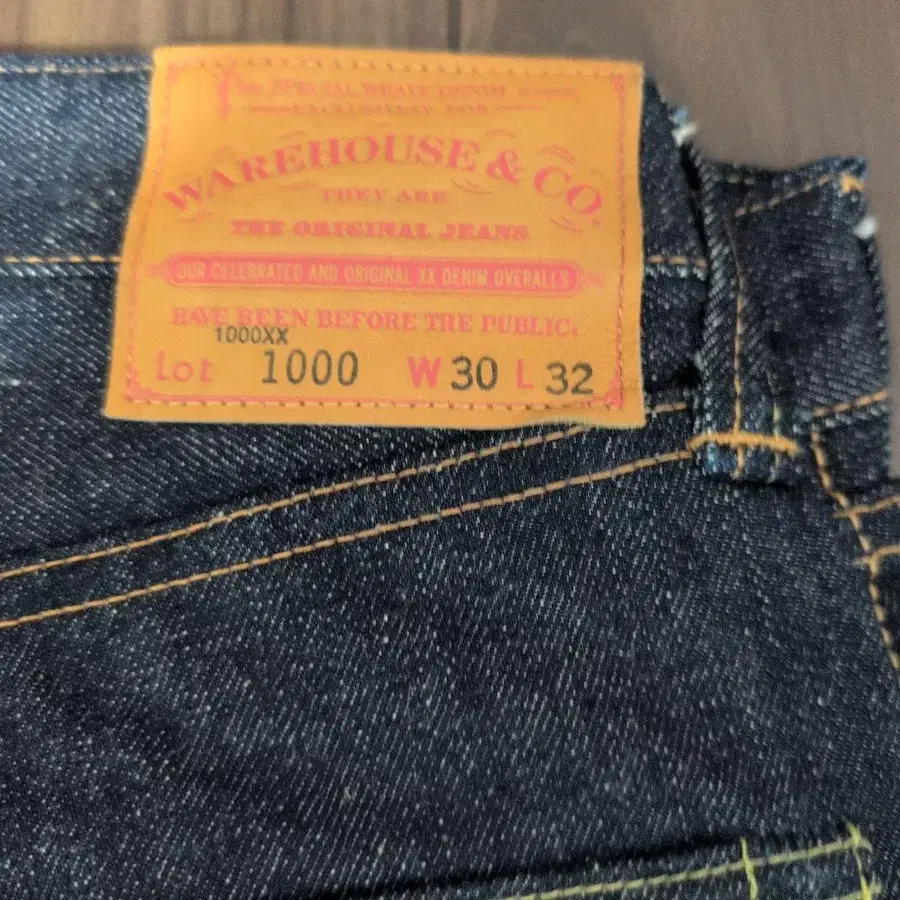 SPECIAL WEAVE DENIM
EXCLUSIVELY FOR
WAREHOUSE & CO.
THEY ARE
THE ORIGINAL JEANS
OUR CELEBRATED AND ORIGINAL XX DENIM OVERALLS
HAVE BEEN BEFORE THE PUBLIC.
1000XX
Lot 1000 W 30 L 32